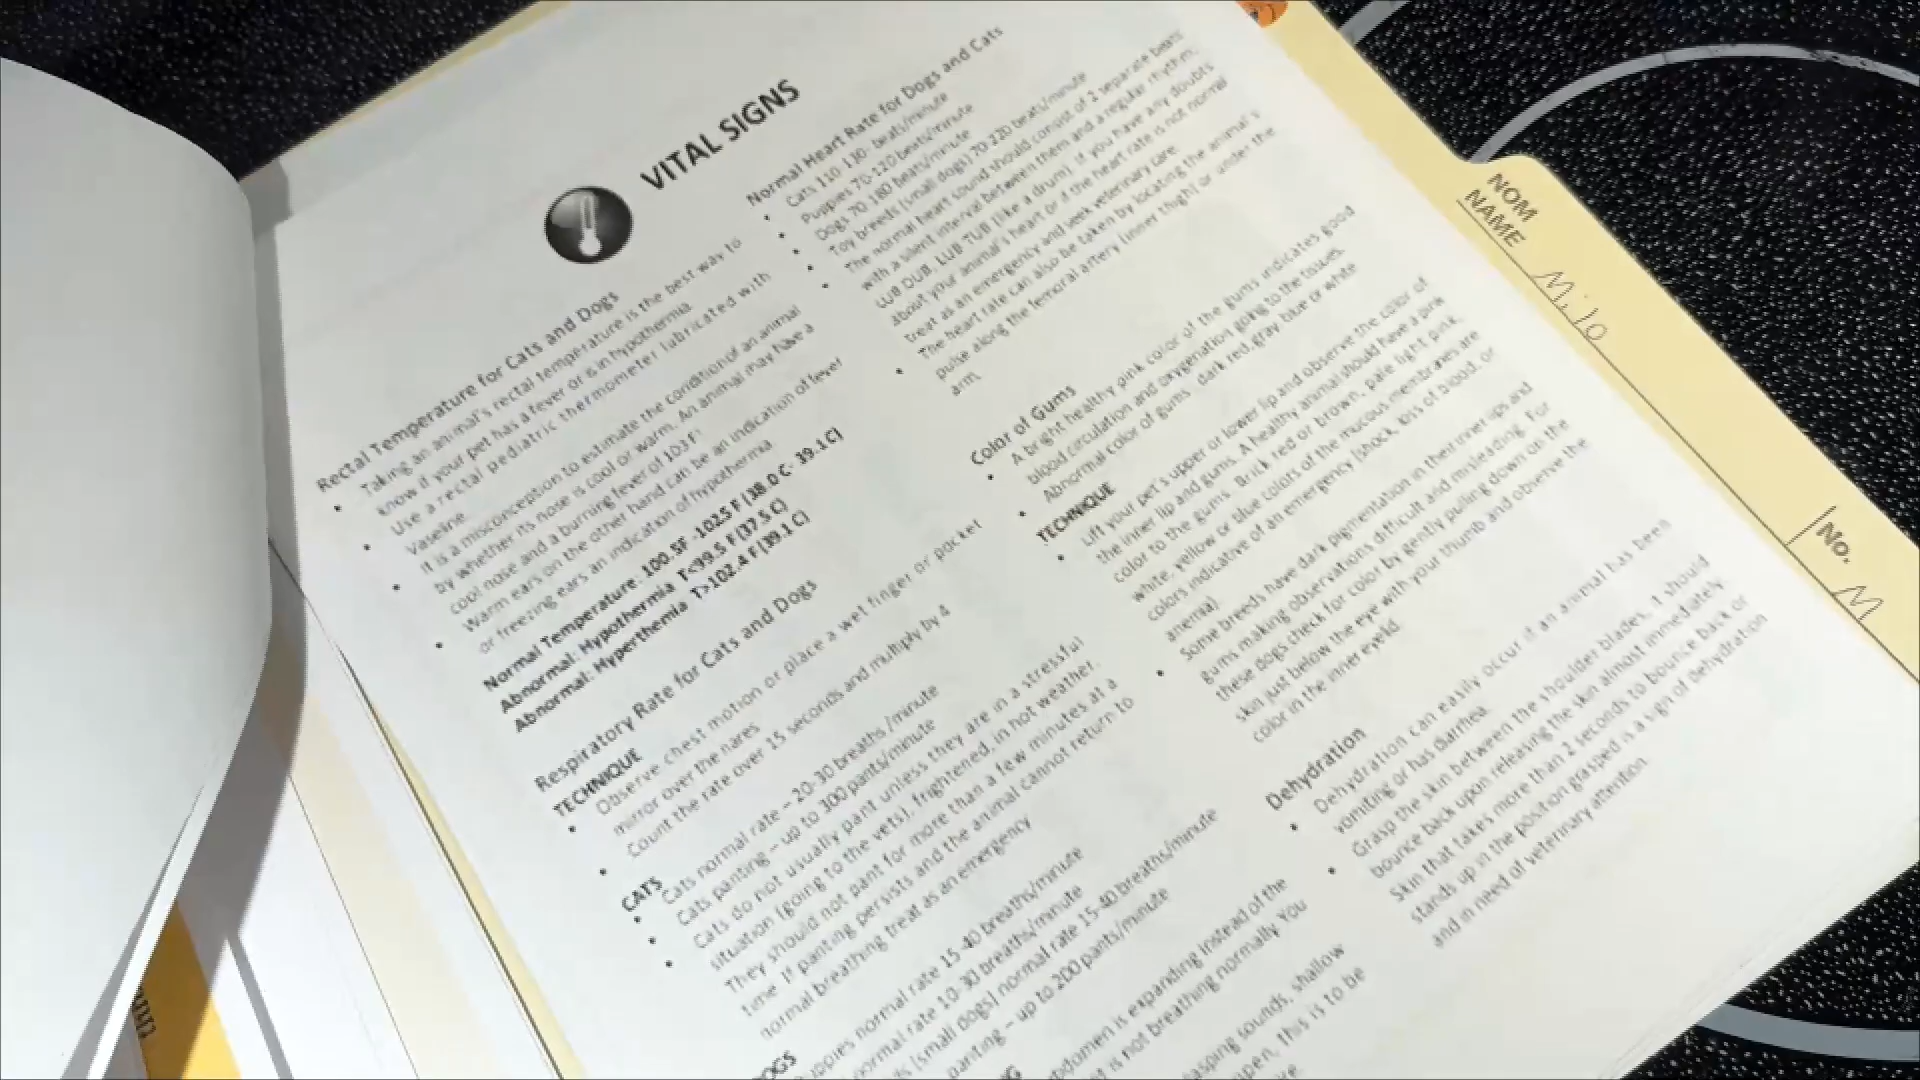 VITAL SIGNS
Rectal Temperature for Cats and Dogs
• Taking an animal's rectal temperature is the best way to
know if your pet has a fever or is in hypothermia.
• Use a rectal pediatric thermometer lubricated with
Vaseline.
• It is a misconception to estimate the condition of an animal
by whether its nose is cool or warm. An animal may have a
cool nose and a burning fever of 103 F!
• Warm ears on the other hand can be an indication of fever
or freezing ears an indication of hypothermia
Normal Temperature: 100.5F -102.5 F (38.0 C- 39.1 C)
Abnormal: Hypothermia T<99.5 F (37.5 C)
Abnormal: Hyperthemia T>102.4 F (39.1 C)
Respiratory Rate for Cats and Dogs
TECHNIQUE
• Observe chest motion or place a wet finger or pocket
mirror over the nares
• Count the rate over 15 seconds and multiply by 4
CATS
• Cats normal rate – 20-30 breaths /minute
• Cats panting – up to 300 pants/minute
• Cats do not usually pant unless they are in a stressful
situation (going to the vets), frightened, in hot weather.
They should not pant for more than a few minutes at a
time. If panting persists and the animal cannot return to
normal breathing treat as an emergency
OGS
uppies normal rate 15-40 breaths/minute
normal rate 10-30 breaths/minute
(small dogs) normal rate 15-40 breaths/minute
panting – up to 200 pants/minute
G
bdomen is expanding instead of the
t is not breathing normally. You
asping sounds, shallow
open, this is to be
Normal Heart Rate for Dogs and Cats
• Cats 110-130- beats/minute
• Puppies 70-120 beats/minute
• Dogs 70-180 beats/minute
• Toy breeds (small dogs) 70-220 beats/minute
The normal heart sound should consist of 2 separate beats
with a silent interval between them and a regular rhythm.
LUB DUB, LUB TUB (like a drum). If you have any doubts
About your animal's heart or if the heart rate is not normal
treat as an emergency and seek veterinary care.
• The heart rate can also be taken by locating the animal's
pulse along the femoral artery (inner thigh) or under the
arm.
Color of Gums
• A bright healthy pink color of the gums indicates good
blood circulation and oxygenation going to the tissues.
• Abnormal color of gums: dark red, gray, blue or white
TECHNIQUE
• Lift your pet's upper or lower lip and observe the color of
the inner lip and gums. A healthy animal should have a pink
color to the gums. Brick red or brown, pale light pink,
white, yellow or blue colors of the mucous membranes are
colors indicative of an emergency (shock, loss of blood, or
anemia).
• Some breeds have dark pigmentation in their inner lips and
gums making observations difficult and misleading. For
these dogs check for color by gently pulling down on the
skin just below the eye with your thumb and observe the
color in the inner eyelid.
Dehydration
• Dehydration can easily occur if an animal has been
vomiting or has diarrhea.
• Grasp the skin between the shoulder blades. It should
bounce back upon releasing the skin almost immediately.
Skin that takes more than 2 seconds to bounce back or
stands up in the position grasped is a sign of dehydration
and in need of veterinary attention.
NOM
NAME Milo
No. M